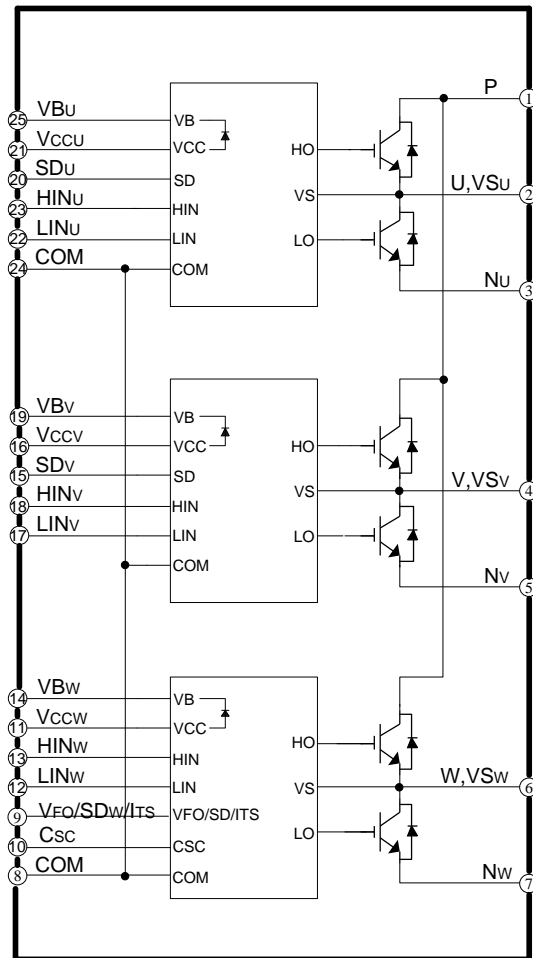 P
25 VBU VB
21 VCCU VCC HO
20 SDU SD VS U,VSU 2
23 HINU HIN
22 LINU LIN LO
24 COM COM NU 3
1
19 VBV VB
16 VCCV VCC HO
15 SDV SD VS V,VSV 4
18 HINV HIN
17 LINV LIN LO
COM NV 5
14 VBW VB
11 VCCW VCC HO
13 HINW HIN
12 LINW LIN VS W,VSW 6
9 VFO/SDW/ITS VFO/SD/ITS LO
10 CSC CSC
8 COM COM NW 7